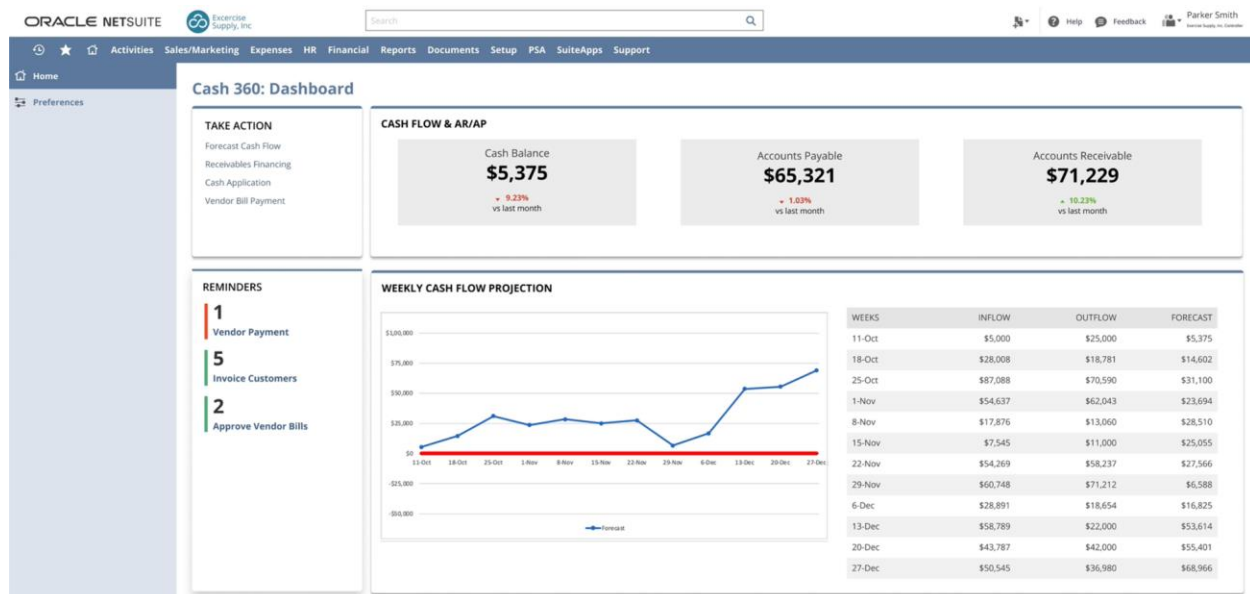 ORACLE NETSUITE
Excercise
Supply, Inc
Search
Help
Feedback
Parker Smith
Activities Sales/Marketing Expenses HR Financial Reports Documents Setup PSA SuiteApps Support
Home
Preferences
Cash 360: Dashboard
TAKE ACTION
Forecast Cash Flow
Receivables Financing
Cash Application
Vendor Bill Payment
CASH FLOW & AR/AP
Cash Balance
$5,375
9.23%
vs last month
Accounts Payable
$65,321
1.03%
vs last month
Accounts Receivable
$71,229
10.23%
vs last month
REMINDERS
1
Vendor Payment
5
Invoice Customers
2
Approve Vendor Bills
WEEKLY CASH FLOW PROJECTION
$1,00,000
$75,000
$50,000
$25,000
$0
-$25,000
-$50,000
11-Oct 18-Oct 25-Oct 1-Nov 8-Nov 15-Nov 22-Nov 29-Nov 6-Dec 13-Dec 20-Dec 27-Dec
Forecast
WEEKS INFLOW OUTFLOW FORECAST
11-Oct $5,000 $25,000 $5,375
18-Oct $28,008 $18,781 $14,602
25-Oct $87,088 $70,590 $31,100
1-Nov $54,637 $62,043 $23,694
8-Nov $17,876 $13,060 $28,510
15-Nov $7,545 $11,000 $25,055
22-Nov $54,269 $58,237 $27,566
29-Nov $60,748 $71,212 $6,588
6-Dec $28,891 $18,654 $16,825
13-Dec $58,789 $22,000 $53,614
20-Dec $43,787 $42,000 $55,401
27-Dec $50,545 $36,980 $68,966